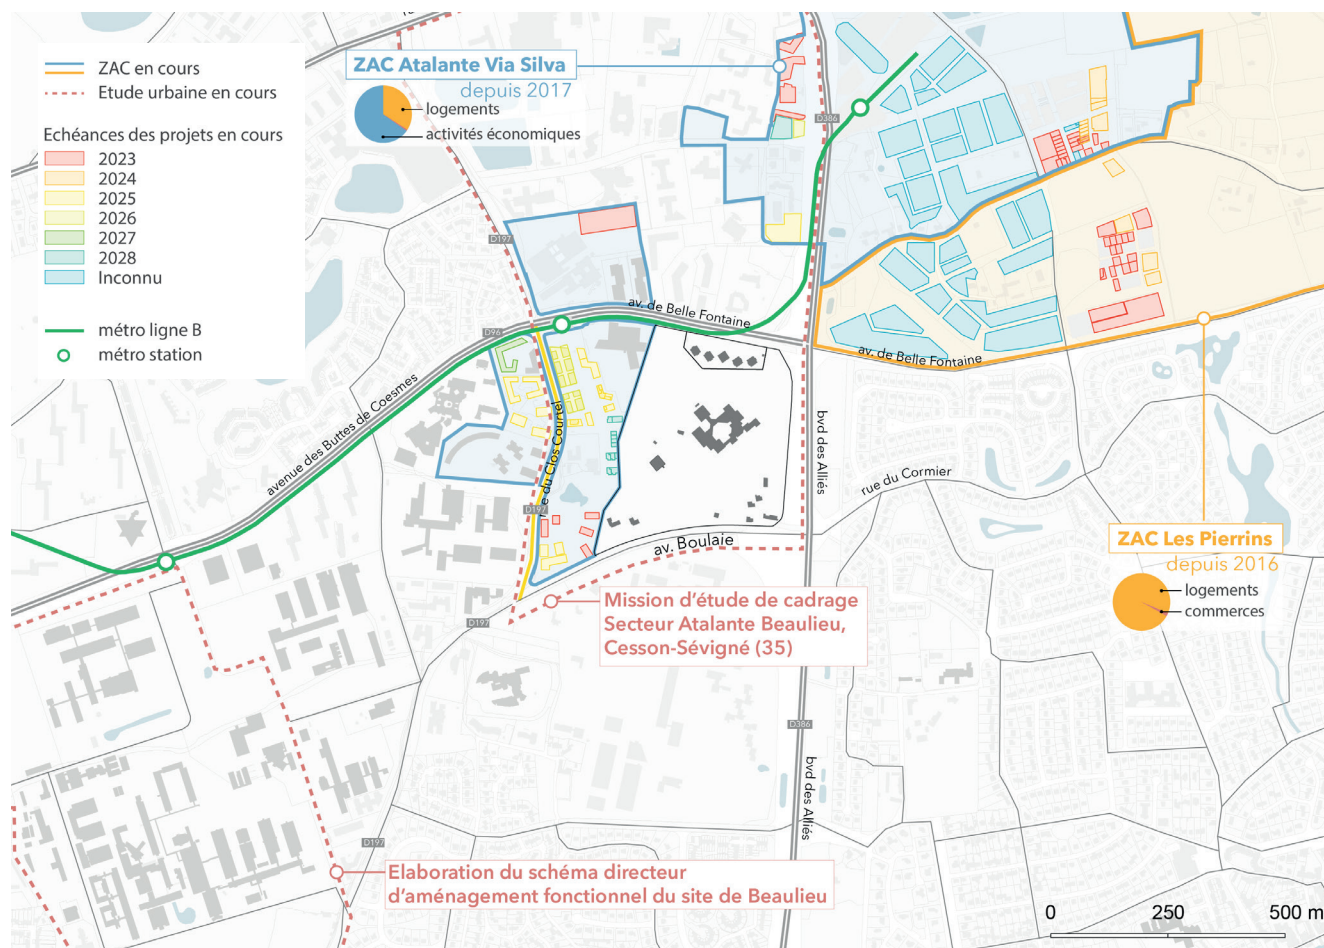 ZAC en cours
Etude urbaine en cours
Echéances des projets en cours
2023
2024
2025
2026
2027
2028
Inconnu
métro ligne B
métro station
ZAC Atalante Via Silva
depuis 2017
logements
activités économiques
D386
D197
av. de Belle Fontaine
D96
av. de Belle Fontaine
avenue des Buttes de Coesmes
rue du Clos Courtel
bvd des Alliés
rue du Cormier
D197
av. Boulaie
ZAC Les Pierrins
depuis 2016
logements
commerces
Mission d'étude de cadrage
Secteur Atalante Beaulieu,
Cesson-Sévigné (35)
D197
D386
bvd des Alliés
D197
Elaboration du schéma directeur
d'aménagement fonctionnel du site de Beaulieu
0 250 500 m